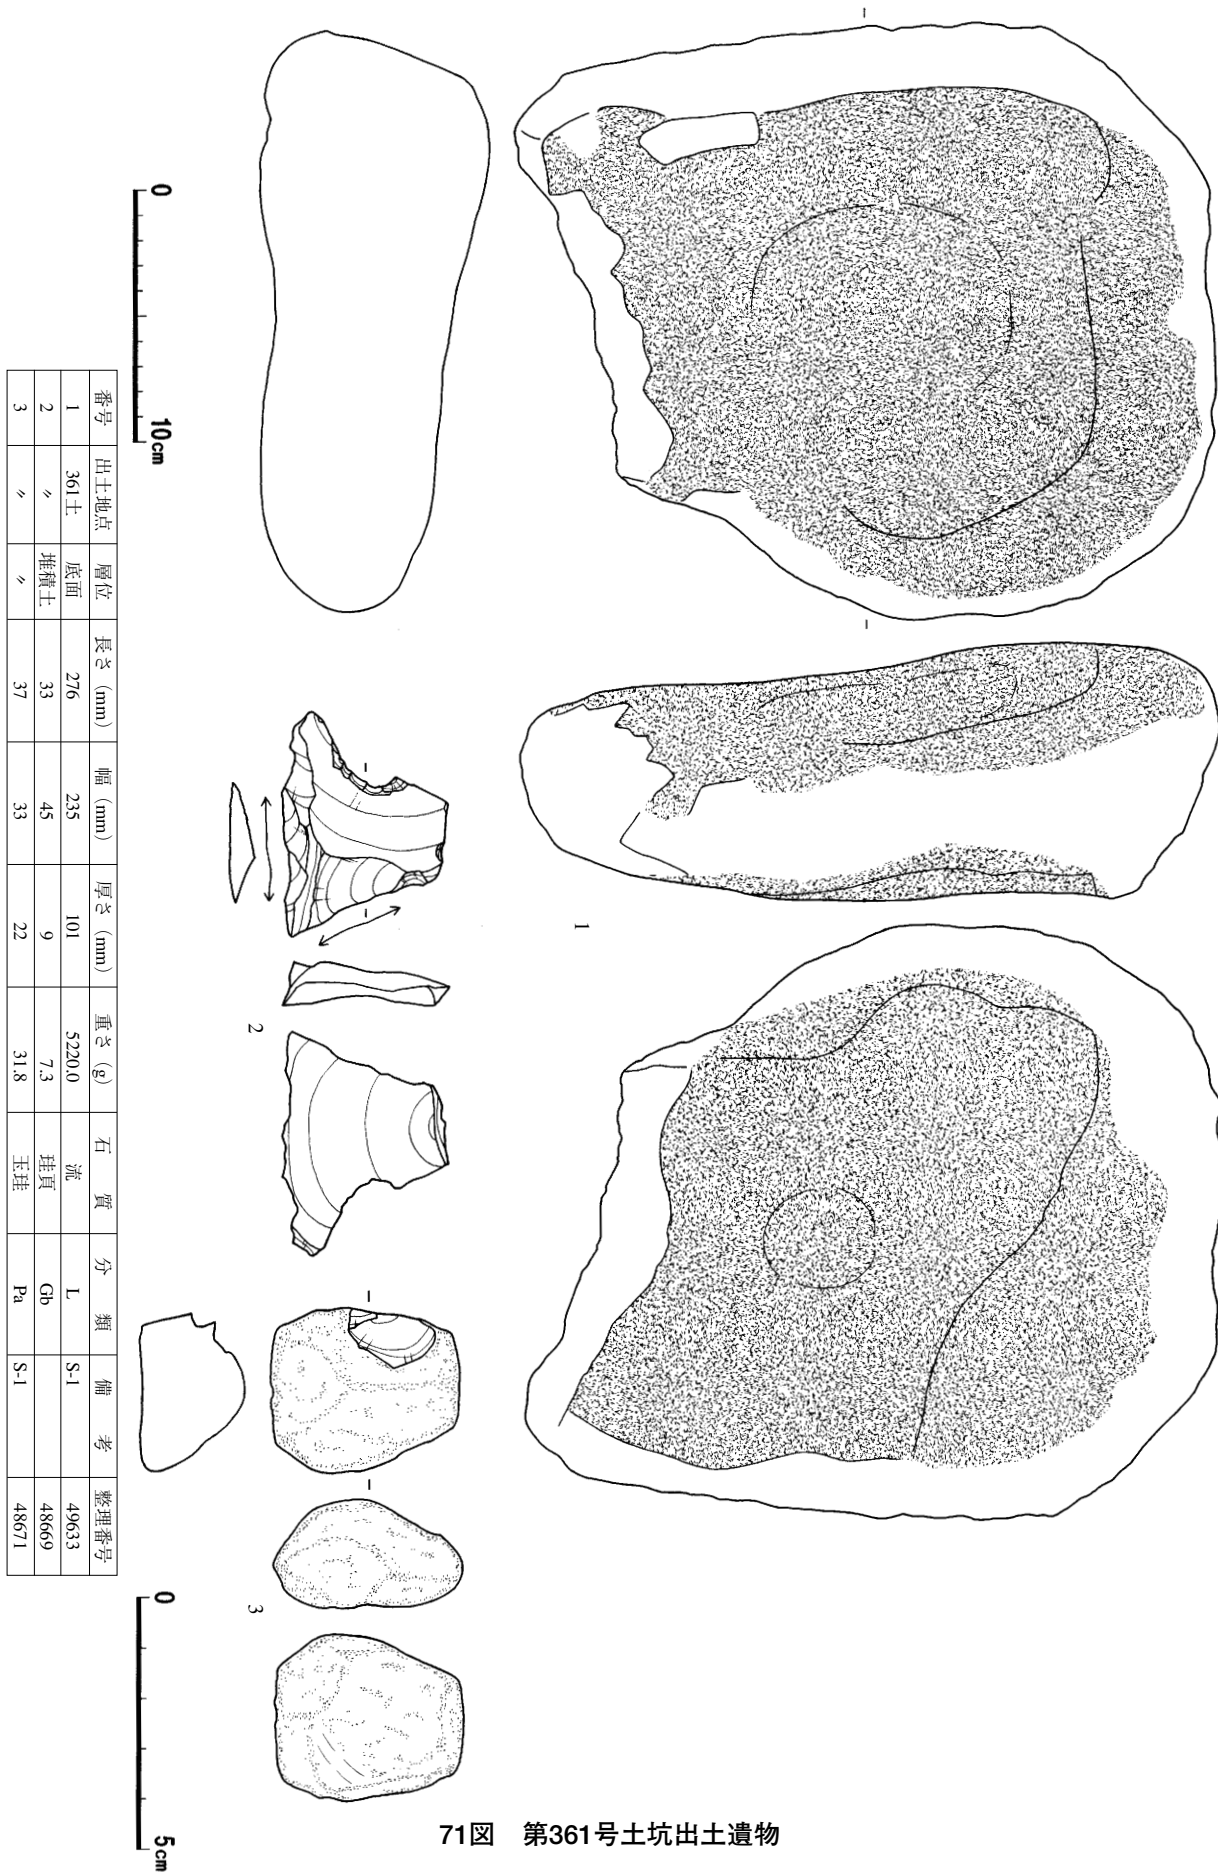 1
2
3
0 10cm
0 5cm
番号 出土地点 層位 長さ (mm) 幅 (mm) 厚さ (mm) 重さ (g) 石質 分類 備考 整理番号
1 361土 底面 276 235 101 5220.0 流 L S-1 49633
2 〃 堆積土 33 45 9 7.3 珪頁 Gb 48669
3 〃 〃 37 33 22 31.8 玉珪 Pa S-1 48671
71図 第361号土坑出土遺物